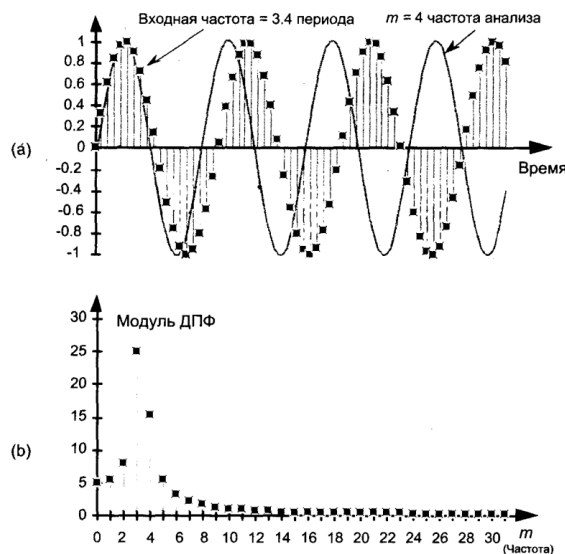 Входная частота = 3.4 периода
m = 4 частота анализа
1
0.8
0.6
0.4
0.2
0
-0.2
-0.4
-0.6
-0.8
-1
(a)
Время
Модуль ДПФ
30
25
20
15
10
5
0
(b)
0 2 4 6 8 10 12 14 16 18 20 22 24 26 28 30 m
(Частота)